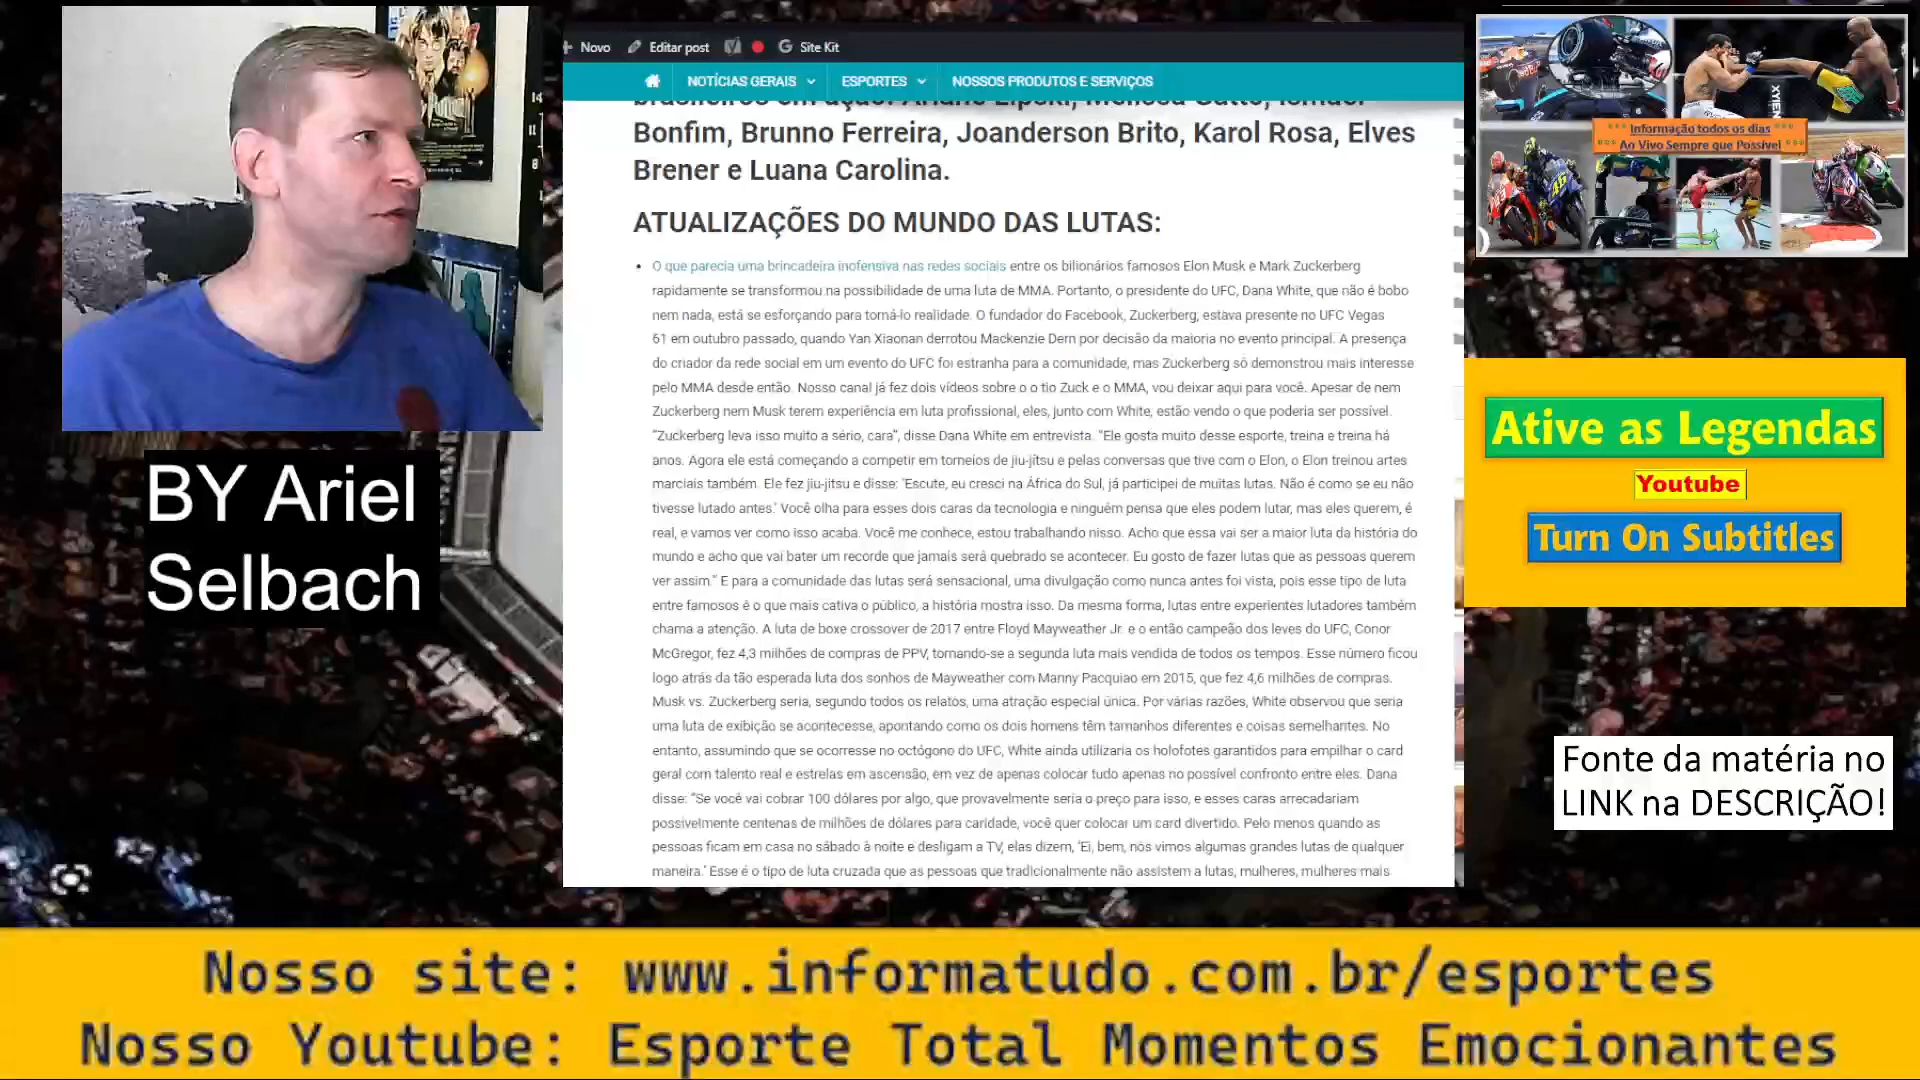 Novo
Editar post
Site Kit
NOTÍCIAS GERAIS
ESPORTES
NOSSOS PRODUTOS E SERVIÇOS
Bonfim, Brunno Ferreira, Joanderson Brito, Karol Rosa, Elves
Brener e Luana Carolina.
ATUALIZAÇÕES DO MUNDO DAS LUTAS:
O que parecia uma brincadeira inofensiva nas redes sociais entre os bilionários famosos Elon Musk e Mark Zuckerberg
rapidamente se transformou na possibilidade de uma luta de MMA. Portanto, o presidente do UFC, Dana White, que não é bobo
nem nada, está se esforçando para torná-lo realidade. O fundador do Facebook, Zuckerberg, estava presente no UFC Vegas
61 em outubro passado, quando Yan Xiaonan derrotou Mackenzie Dern por decisão da maioria no evento principal. A presença
do criador da rede social em um evento do UFC foi estranha para a comunidade, mas Zuckerberg só demonstrou mais interesse
pelo MMA desde então. Nosso canal já fez dois vídeos sobre o o tio Zuck e o MMA, vou deixar aqui para você. Apesar de nem
Zuckerberg nem Musk terem experiência em luta profissional, eles, junto com White, estão vendo o que poderia ser possível.
“Zuckerberg leva isso muito a sério, cara”, disse Dana White em entrevista. “Ele gosta muito desse esporte, treina e treina há
anos. Agora ele está começando a competir em torneios de jiu-jítsu e pelas conversas que tive com o Elon, o Elon treinou artes
marciais também. Ele fez jiu-jitsu e disse: ‘Escute, eu cresci na África do Sul, já participei de muitas lutas. Não é como se eu não
tivesse lutado antes.’ Você olha para esses dois caras da tecnologia e ninguém pensa que eles podem lutar, mas eles querem, é
real, e vamos ver como isso acaba. Você me conhece, estou trabalhando nisso. Acho que essa vai ser a maior luta da história do
mundo e acho que vai bater um recorde que jamais será quebrado se acontecer. Eu gosto de fazer lutas que as pessoas querem
ver assim.” E para a comunidade das lutas será sensacional, uma divulgação como nunca antes foi vista, pois esse tipo de luta
entre famosos é o que mais cativa o público, a história mostra isso. Da mesma forma, lutas entre experientes lutadores também
chama a atenção. A luta de boxe crossover de 2017 entre Floyd Mayweather Jr. e o então campeão dos leves do UFC, Conor
McGregor, fez 4,3 milhões de compras de PPV, tornando-se a segunda luta mais vendida de todos os tempos. Esse número ficou
logo atrás da tão esperada luta dos sonhos de Mayweather com Manny Pacquiao em 2015, que fez 4,6 milhões de compras.
Musk vs. Zuckerberg seria, segundo todos os relatos, uma atração especial única. Por várias razões, White observou que seria
uma luta de exibição se acontecesse, apontando como os dois homens têm tamanhos diferentes e coisas semelhantes. No
entanto, assumindo que se ocorresse no octógono do UFC, White ainda utilizaria os holofotes garantidos para empilhar o card
geral com talento real e estrelas em ascensão, em vez de apenas colocar tudo apenas no possível confronto entre eles. Dana
disse: “Se você vai cobrar 100 dólares por algo, que provavelmente seria o preço para isso, e esses caras arrecadariam
possivelmente centenas de milhões de dólares para caridade, você quer colocar um card divertido. Pelo menos quando as
pessoas ficam em casa no sábado à noite e desligam a TV, elas dizem, ‘Ei, bem, nós vimos algumas grandes lutas de qualquer
maneira.’ Esse é o tipo de luta cruzada que as pessoas que tradicionalmente não assistem a lutas, mulheres, mulheres mais
BY Ariel
Selbach
*** Informação todos os dias ***
*** Ao Vivo Sempre que Possível ***
Ative as Legendas
Youtube
Turn On Subtitles
Fonte da matéria no
LINK na DESCRIÇÃO!
Nosso site: www.informatudo.com.br/esportes
Nosso Youtube: Esporte Total Momentos Emocionantes